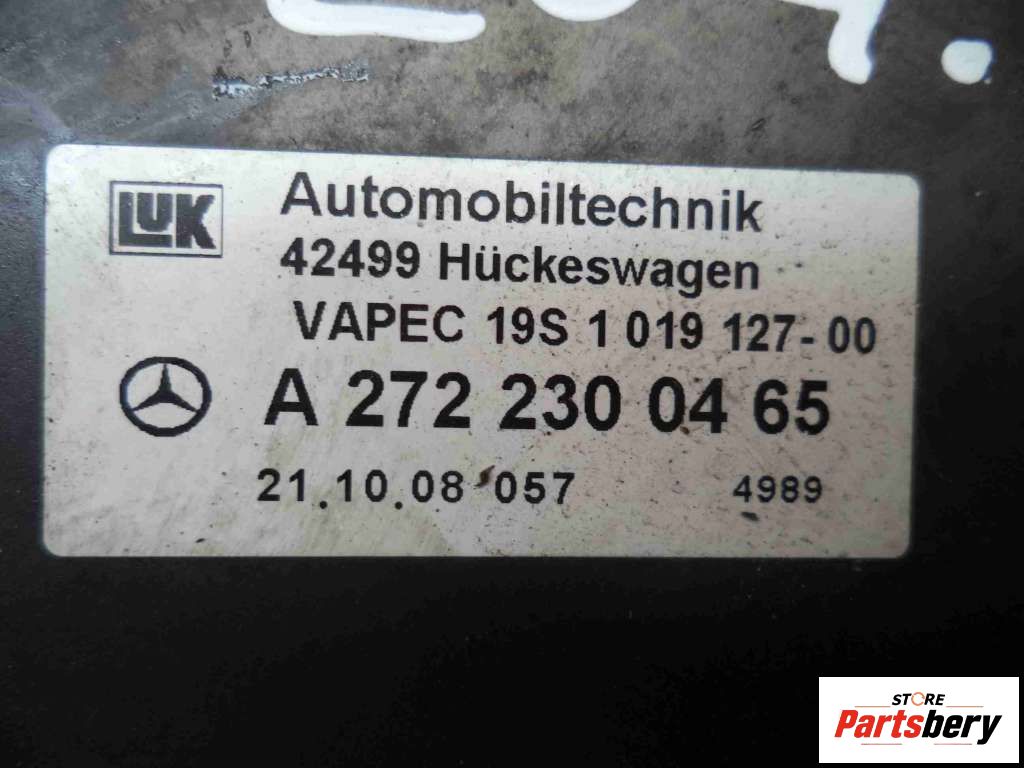 LUK
Automobiltechnik
42499 Hückeswagen
VAPEC 19S 1 019 127-00
A 272 230 04 65
21.10.08 057 4989
STORE
Partsbery